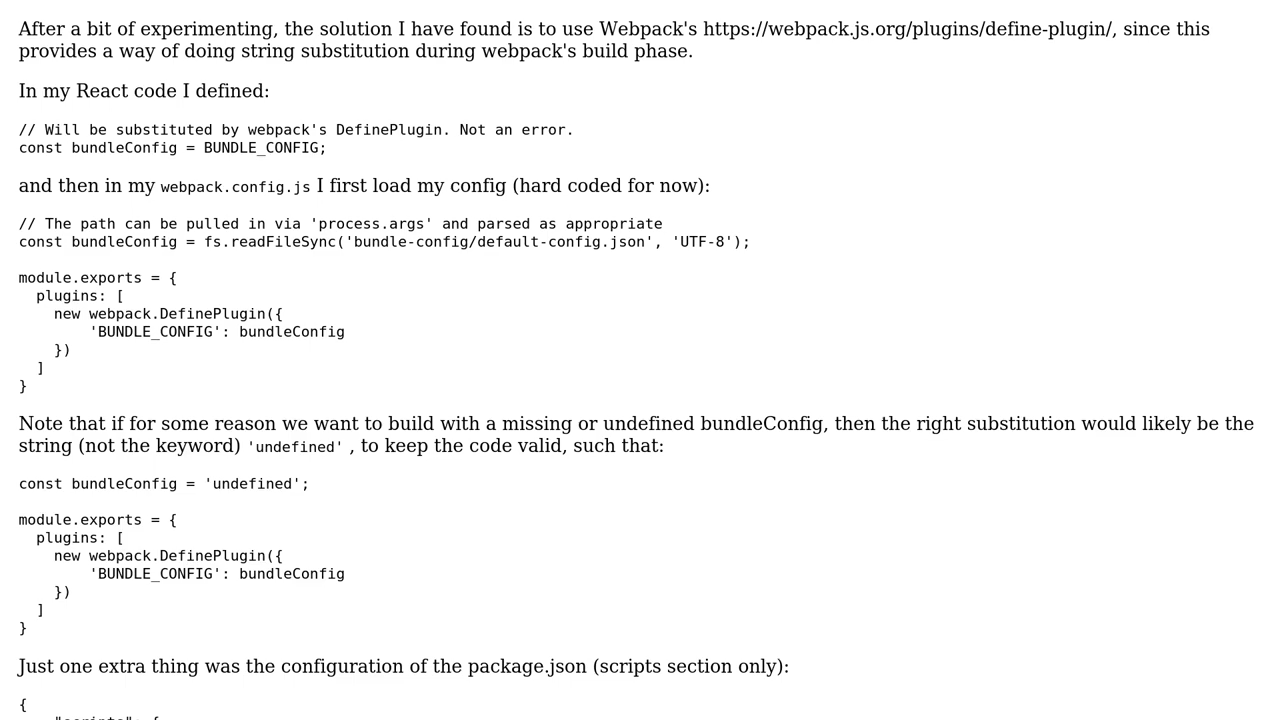 After a bit of experimenting, the solution I have found is to use Webpack's https://webpack.js.org/plugins/define-plugin/, since this
provides a way of doing string substitution during webpack's build phase.
In my React code I defined:
// Will be substituted by webpack's DefinePlugin. Not an error.
const bundleConfig = BUNDLE_CONFIG;
and then in my webpack.config.js I first load my config (hard coded for now):
// The path can be pulled in via 'process.args' and parsed as appropriate
const bundleConfig = fs.readFileSync('bundle-config/default-config.json', 'UTF-8');
module.exports = {
  plugins: [
    new webpack.DefinePlugin({
        'BUNDLE_CONFIG': bundleConfig
    })
  ]
}
Note that if for some reason we want to build with a missing or undefined bundleConfig, then the right substitution would likely be the
string (not the keyword) 'undefined' , to keep the code valid, such that:
const bundleConfig = 'undefined';
module.exports = {
  plugins: [
    new webpack.DefinePlugin({
        'BUNDLE_CONFIG': bundleConfig
    })
  ]
}
Just one extra thing was the configuration of the package.json (scripts section only):
{
    "scripts": {